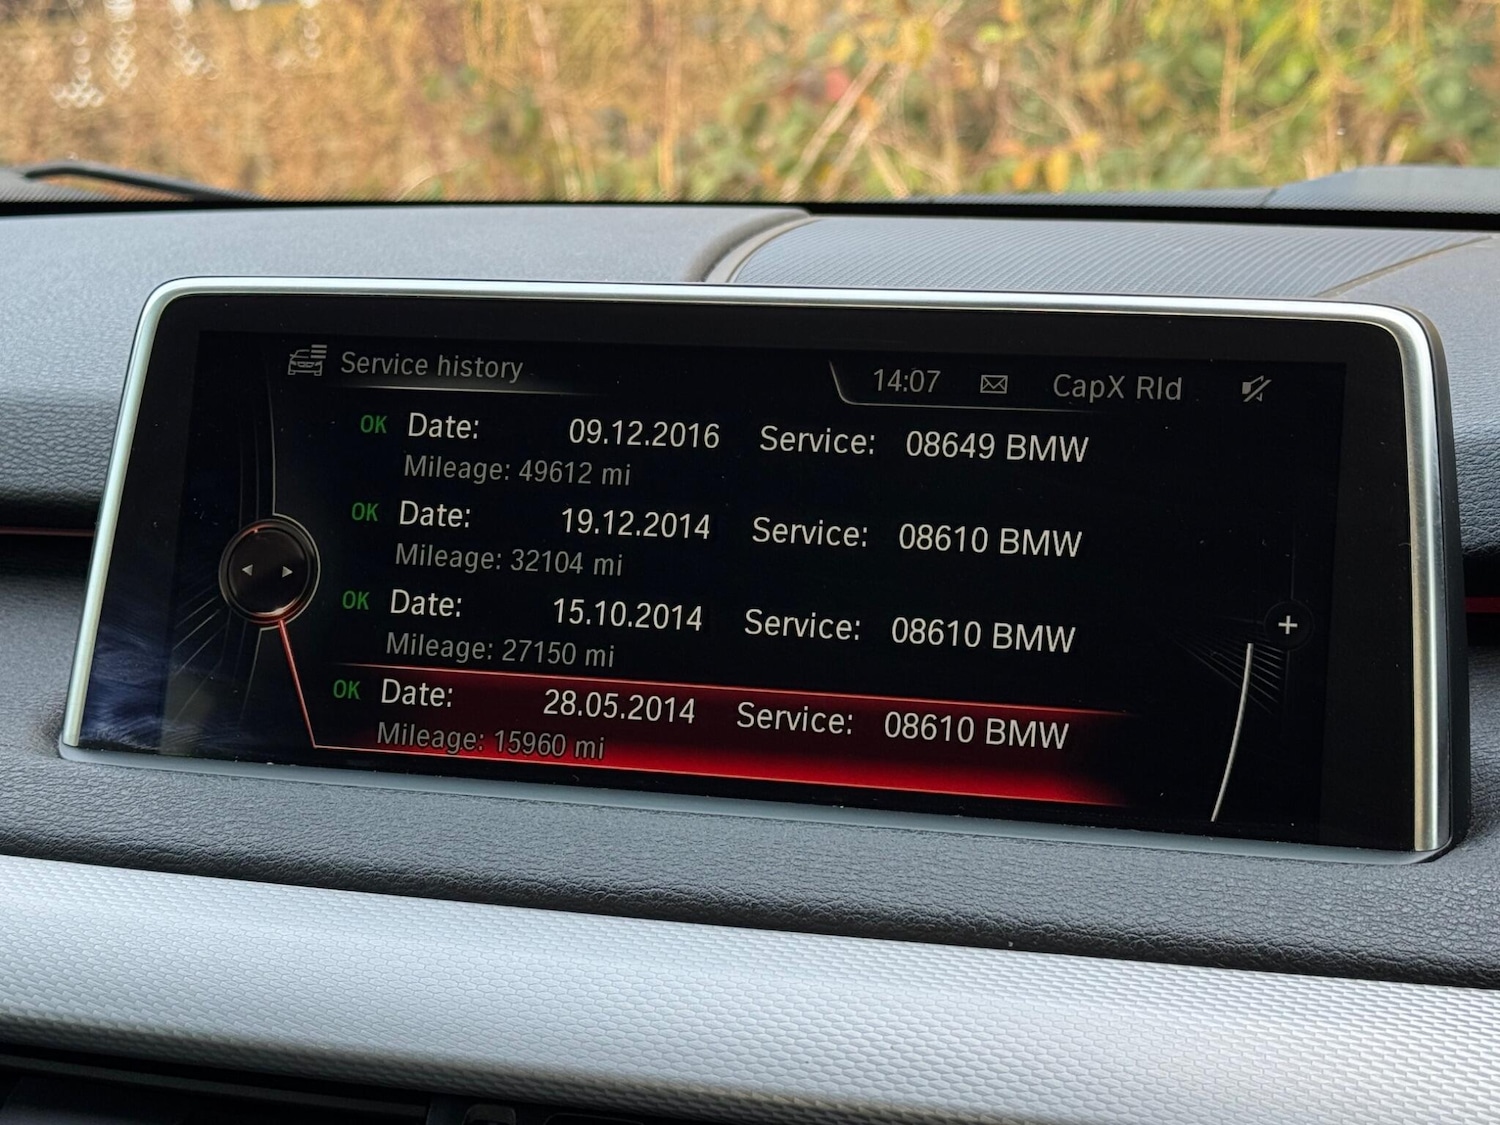 Service history 14:07 CapX Rld
OK Date: 09.12.2016 Service: 08649 BMW
Mileage: 49612 mi
OK Date: 19.12.2014 Service: 08610 BMW
Mileage: 32104 mi
OK Date: 15.10.2014 Service: 08610 BMW
Mileage: 27150 mi
OK Date: 28.05.2014 Service: 08610 BMW
Mileage: 15960 mi